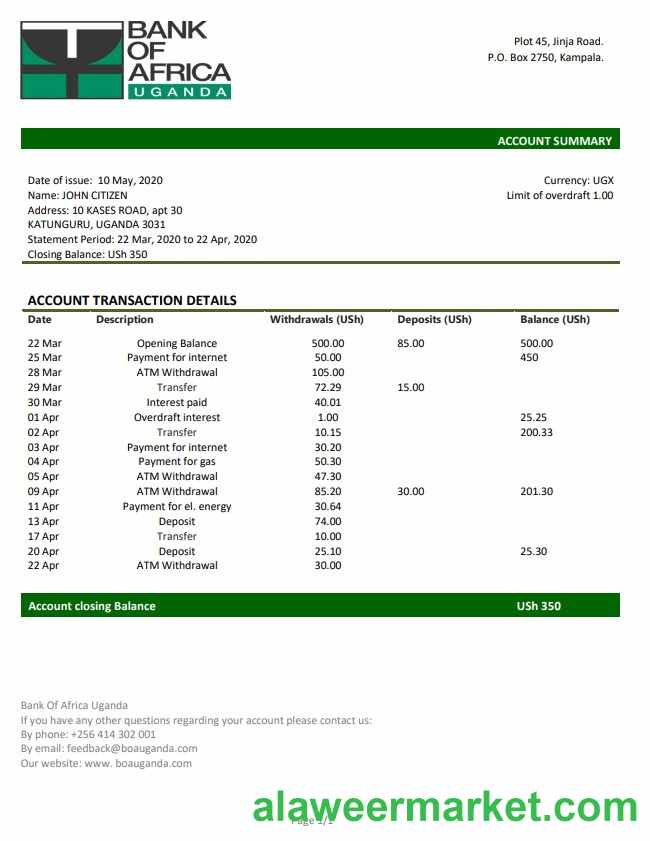 BANK
OF
AFRICA
UGANDA
Plot 45, Jinja Road.
P.O. Box 2750, Kampala.
ACCOUNT SUMMARY
Date of issue: 10 May, 2020
Currency: UGX
Name: JOHN CITIZEN
Limit of overdraft 1.00
Address: 10 KASES ROAD, apt 30
KATUNGURU, UGANDA 3031
Statement Period: 22 Mar, 2020 to 22 Apr, 2020
Closing Balance: USh 350
ACCOUNT TRANSACTION DETAILS
Date Description Withdrawals (USh) Deposits (USh) Balance (USh)
22 Mar Opening Balance 500.00 85.00 500.00
25 Mar Payment for internet 50.00 450
28 Mar ATM Withdrawal 105.00
29 Mar Transfer 72.29 15.00
30 Mar Interest paid 40.01
01 Apr Overdraft interest 1.00 25.25
02 Apr Transfer 10.15 200.33
03 Apr Payment for internet 30.20
04 Apr Payment for gas 50.30
05 Apr ATM Withdrawal 47.30
09 Apr ATM Withdrawal 85.20 30.00 201.30
11 Apr Payment for el. energy 30.64
13 Apr Deposit 74.00
17 Apr Transfer 10.00
20 Apr Deposit 25.10 25.30
22 Apr ATM Withdrawal 30.00
Account closing Balance USh 350
Bank Of Africa Uganda
If you have any other questions regarding your account please contact us:
By phone: +256 414 302 001
By email: feedback@boauganda.com
Our website: www. boauganda.com
alaweermarket.com
Page 1/1